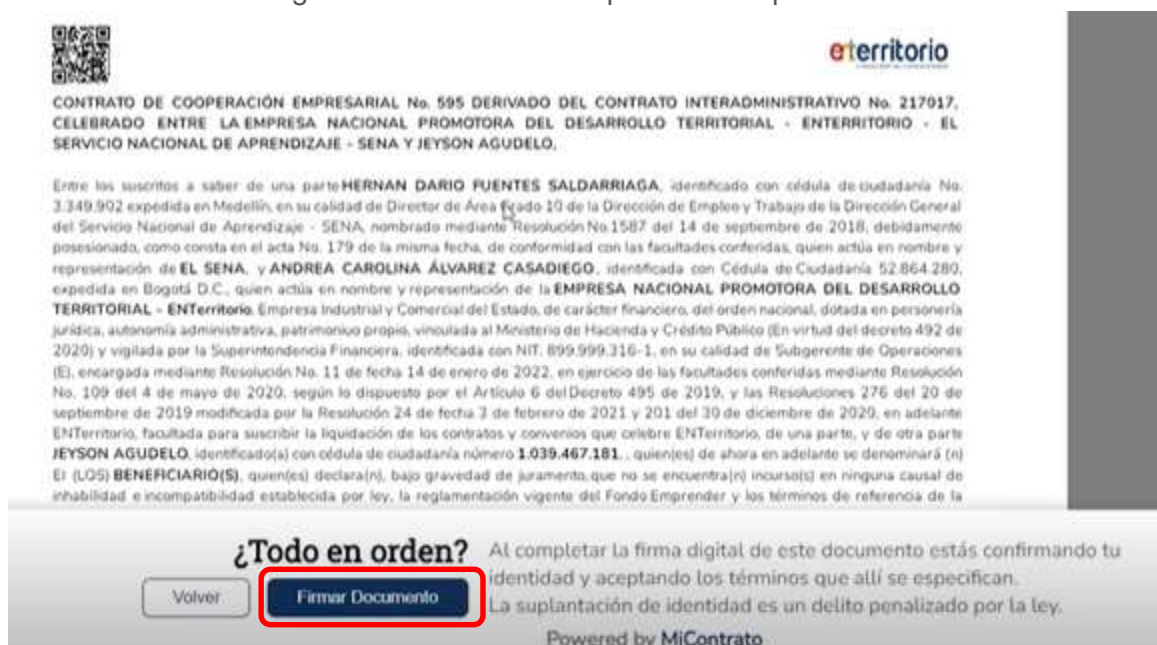 enterritorio
CONTRATO DE COOPERACIÓN EMPRESARIAL No. 595 DERIVADO DEL CONTRATO INTERADMINISTRATIVO No. 217017,
CELEBRADO ENTRE LA EMPRESA NACIONAL PROMOTORA DEL DESARROLLO TERRITORIAL - ENTERRITORIO - EL
SERVICIO NACIONAL DE APRENDIZAJE - SENA Y JEYSON AGUDELO.
Entre los suscritos a saber de una parte HERNAN DARIO FUENTES SALDARRIAGA, identificado con cédula de ciudadanía No.
3.349.902 expedida en Medellín, en su calidad de Director de Área Grado 10 de la Dirección de Empleo y Trabajo de la Dirección General
del Servicio Nacional de Aprendizaje - SENA, nombrado mediante Resolución No.1587 del 14 de septiembre de 2018, debidamente
posesionado, como consta en el acta No. 179 de la misma fecha, de conformidad con las facultades conferidas, quien actúa en nombre y
representación de EL SENA, y ANDREA CAROLINA ÁLVAREZ CASADIEGO, identificada con Cédula de Ciudadanía 52.864.280,
expedida en Bogotá D.C., quien actúa en nombre y representación de la EMPRESA NACIONAL PROMOTORA DEL DESARROLLO
TERRITORIAL - ENTerritorio, Empresa Industrial y Comercial del Estado, de carácter financiero, del orden nacional, dotada en personería
jurídica, autonomía administrativa, patrimonio propio, vinculada al Ministerio de Hacienda y Crédito Público (En virtud del decreto 492 de
2020) y vigilada por la Superintendencia Financiera, identificada con NIT. 899.999.316-1, en su calidad de Subgerente de Operaciones
(E), encargada mediante Resolución No. 11 de fecha 14 de enero de 2022, en ejercicio de las facultades conferidas mediante Resolución
No. 109 del 4 de mayo de 2020, según lo dispuesto por el Artículo 6 del Decreto 495 de 2019, y las Resoluciones 276 del 20 de
septiembre de 2019 modificada por la Resolución 24 de fecha 3 de febrero de 2021 y 201 del 30 de diciembre de 2020, en adelante
ENTerritorio, facultada para suscribir la liquidación de los contratos y convenios que celebre ENTerritorio, de una parte, y de otra parte
JEYSON AGUDELO, identificado(a) con cédula de ciudadanía número 1.039.467.181. , quien(es) de ahora en adelante se denominará (n)
El (LOS) BENEFICIARIO(S), quien(es) declara(n), bajo gravedad de juramento, que no se encuentra(n) incurso(s) en ninguna causal de
inhabilidad e incompatibilidad establecida por ley, la reglamentación vigente del Fondo Emprender y los términos de referencia de la
¿Todo en orden?
Volver
Firmar Documento
Al completar la firma digital de este documento estás confirmando tu
identidad y aceptando los términos que allí se especifican.
La suplantación de identidad es un delito penalizado por la ley.
Powered by MiContrato